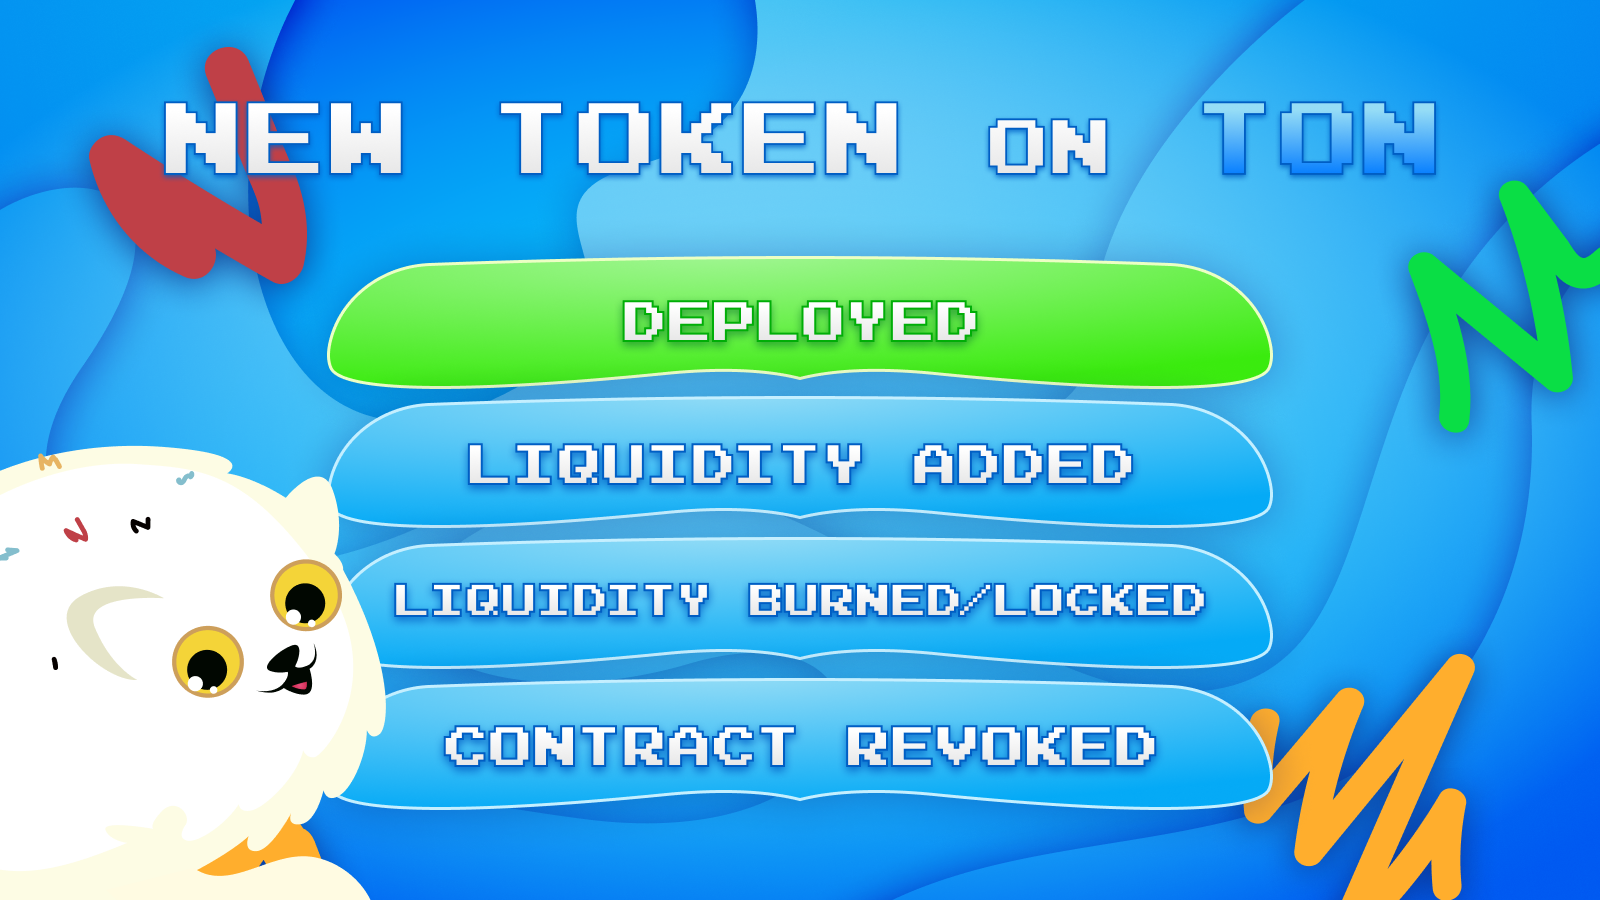 NEW TOKEN ON TON
DEPLOYED
LIQUIDITY ADDED
LIQUIDITY BURNED/LOCKED
CONTRACT REVOKED